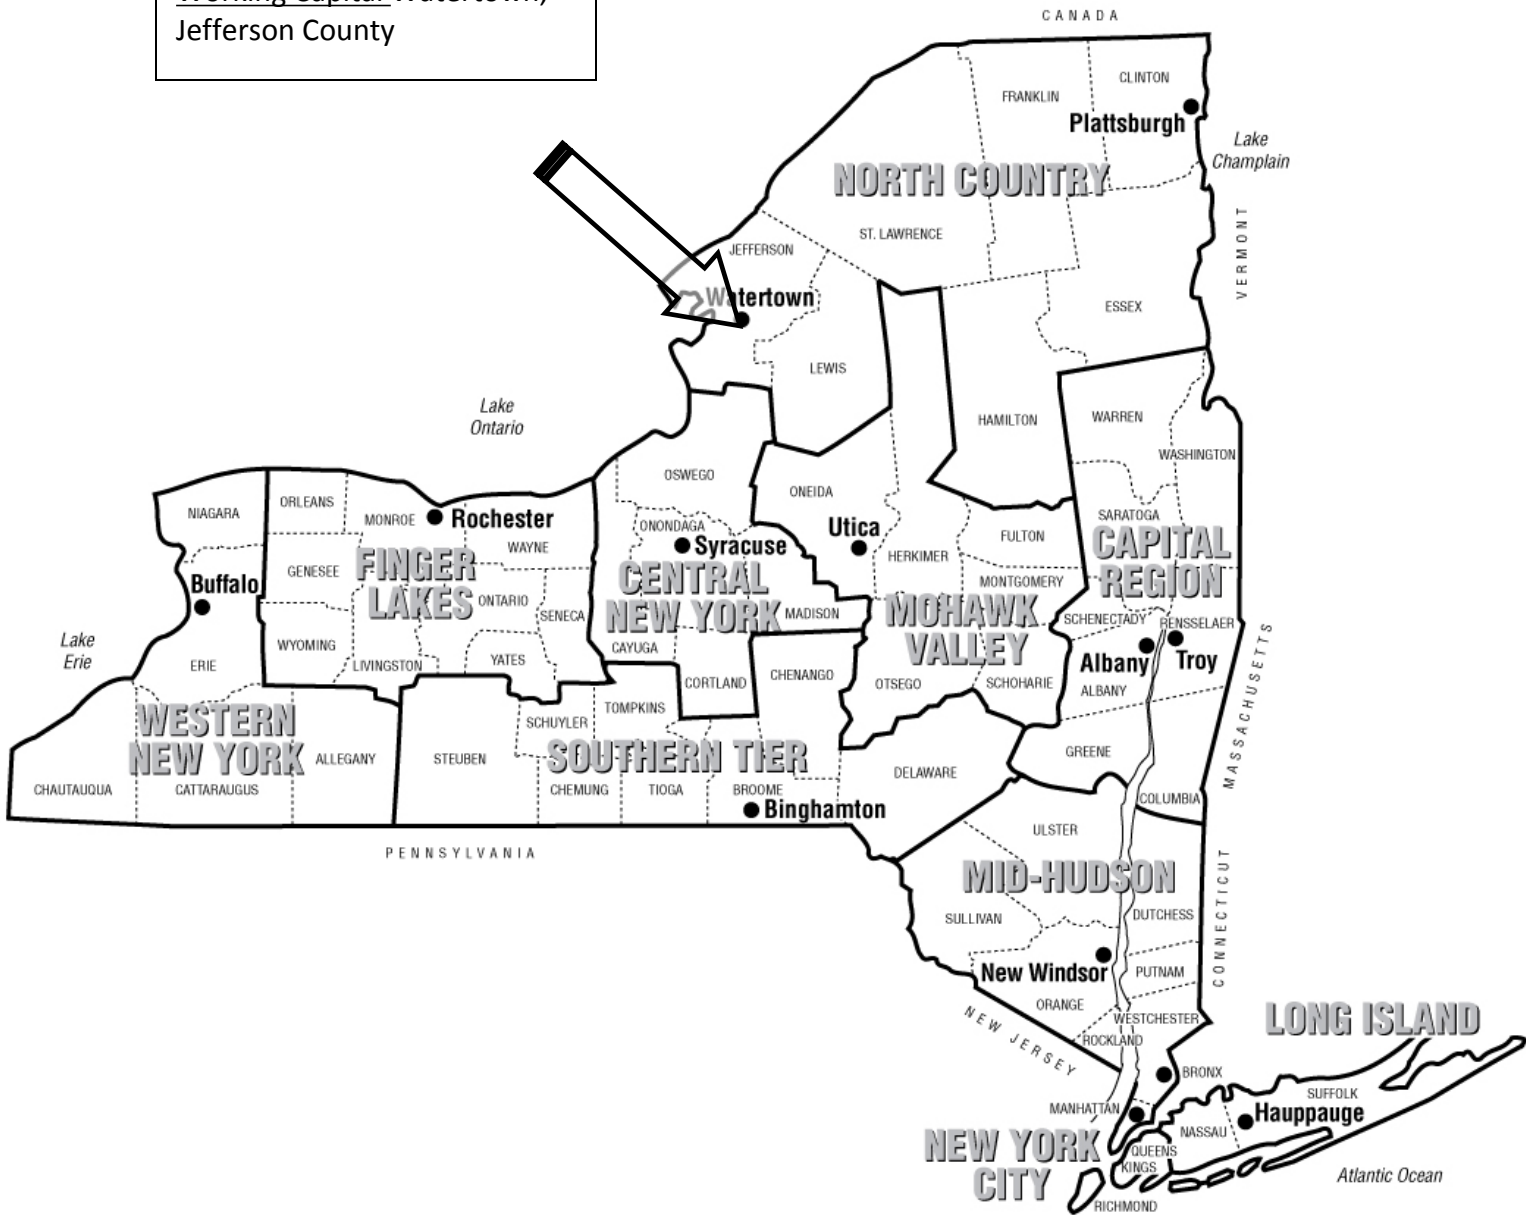 Working Capital Watertown,
Jefferson County
CANADA
CLINTON
FRANKLIN
Plattsburgh
Lake
Champlain
NORTH COUNTRY
VERMONT
ST. LAWRENCE
JEFFERSON
Watertown
ESSEX
LEWIS
Lake
Ontario
HAMILTON
WARREN
WASHINGTON
OSWEGO
ONEIDA
NIAGARA
ORLEANS
MONROE
Rochester
ONONDAGA
Syracuse
Utica
SARATOGA
FULTON
HERKIMER
CAPITAL
REGION
WAYNE
FINGER
LAKES
GENESEE
Buffalo
CENTRAL
NEW YORK
MONTGOMERY
ONTARIO
SENECA
MADISON
MOHAWK
VALLEY
SCHENECTADY
RENSSELAER
Lake
Erie
WYOMING
LIVINGSTON
YATES
CAYUGA
ERIE
Albany
Troy
MASSACHUSETTS
CHENANGO
CORTLAND
OTSEGO
SCHOHARIE
ALBANY
TOMPKINS
SCHUYLER
WESTERN
NEW YORK
ALLEGANY
STEUBEN
SOUTHERN TIER
GREENE
DELAWARE
CHAUTAUQUA
CATTARAUGUS
CHEMUNG
TIOGA
BROOME
Binghamton
COLUMBIA
PENNSYLVANIA
ULSTER
MID-HUDSON
CONNECTICUT
SULLIVAN
DUTCHESS
New Windsor
PUTNAM
ORANGE
WESTCHESTER
ROCKLAND
NEW JERSEY
LONG ISLAND
BRONX
SUFFOLK
MANHATTAN
Hauppauge
NASSAU
NEW YORK
CITY
QUEENS
KINGS
RICHMOND
Atlantic Ocean